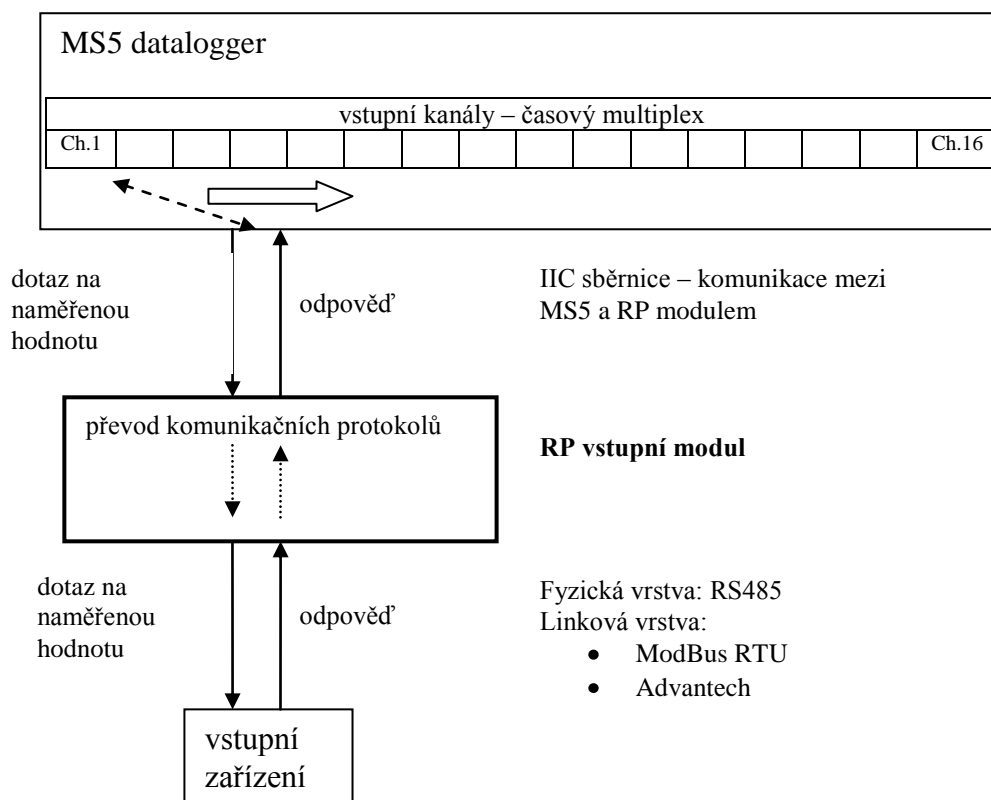 MS5 datalogger
vstupní kanály – časový multiplex
Ch.1
Ch.16
dotaz na
naměřenou
hodnotu
odpověď
IIC sběrnice – komunikace mezi
MS5 a RP modulem
převod komunikačních protokolů
RP vstupní modul
dotaz na
naměřenou
hodnotu
odpověď
Fyzická vrstva: RS485
Linková vrstva:
• ModBus RTU
• Advantech
vstupní
zařízení